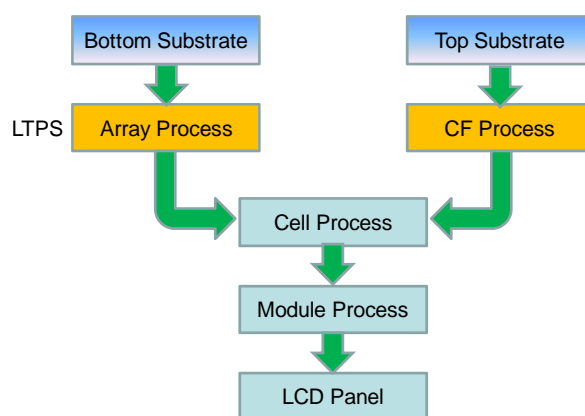 Bottom Substrate
Top Substrate
LTPS
Array Process
CF Process
Cell Process
Module Process
LCD Panel